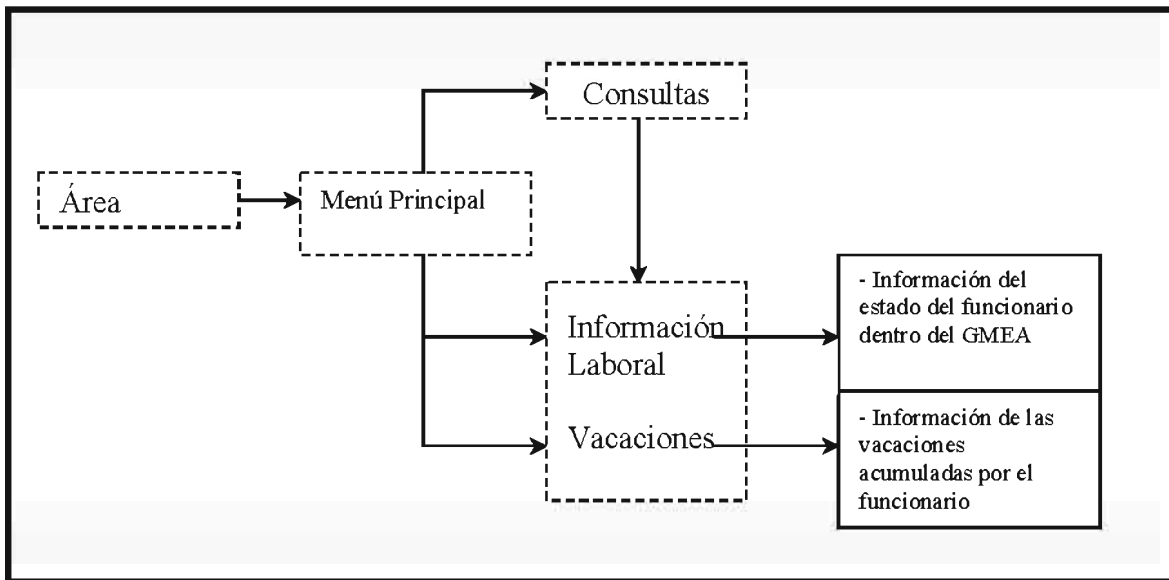 Consultas
Área
Menú Principal
Información
Laboral
Vacaciones
- Información del
estado del funcionario
dentro del GMEA
- Información de las
vacaciones
acumuladas por el
funcionario